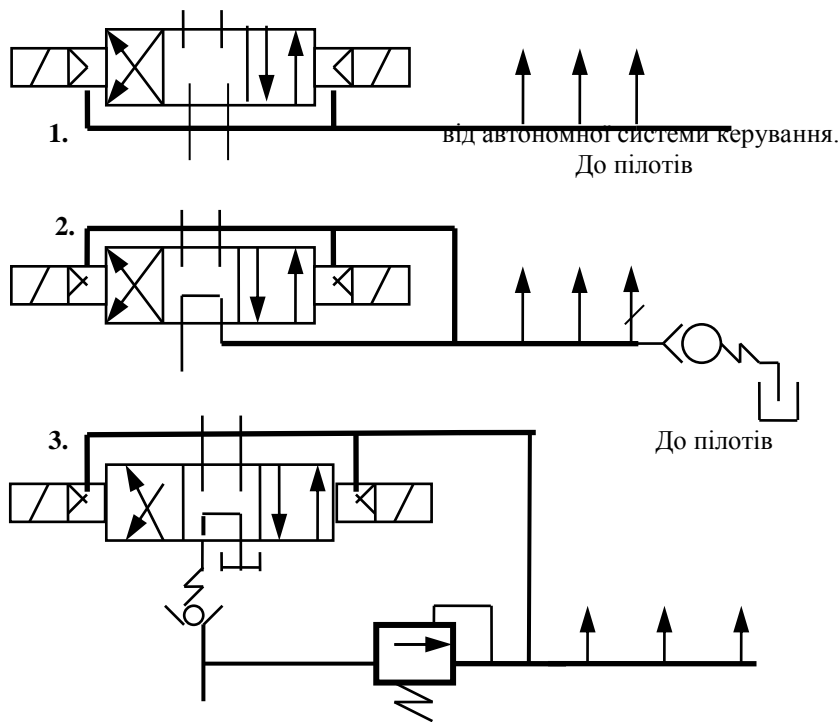 1.
від автономної системи керування.
До пілотів
2.
До пілотів
3.